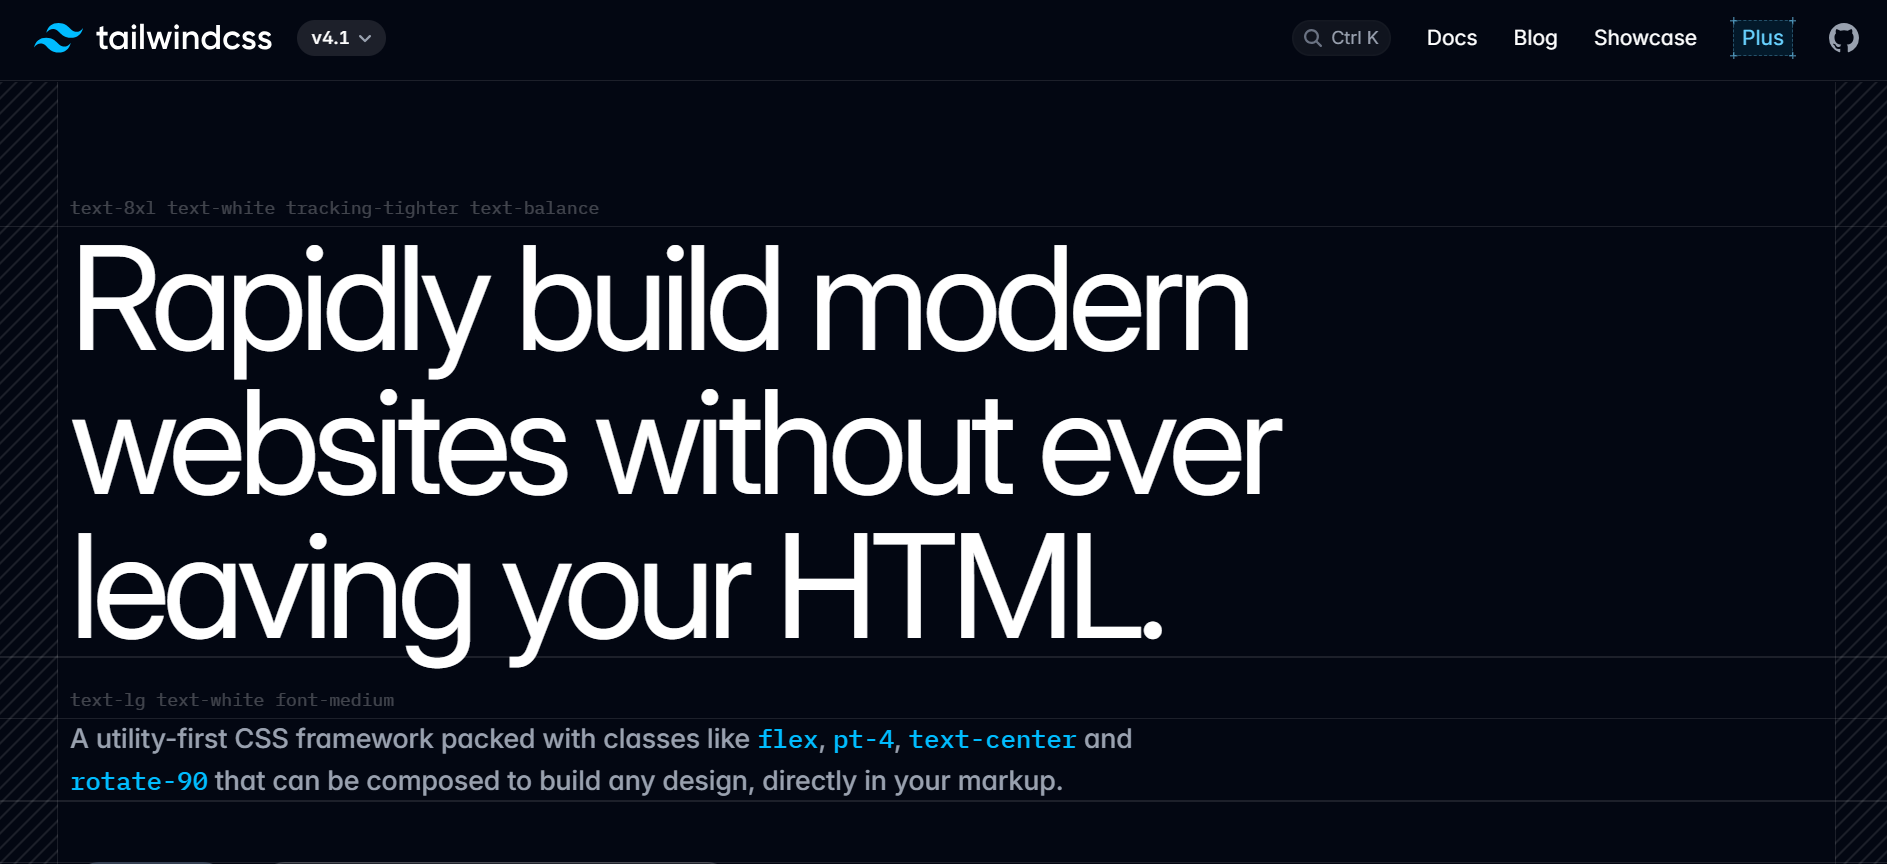 tailwindcss v4.1 Ctrl K Docs Blog Showcase Plus
text-8xl text-white tracking-tighter text-balance
Rapidly build modern
websites without ever
leaving your HTML.
text-lg text-white font-medium
A utility-first CSS framework packed with classes like flex, pt-4, text-center and
rotate-90 that can be composed to build any design, directly in your markup.